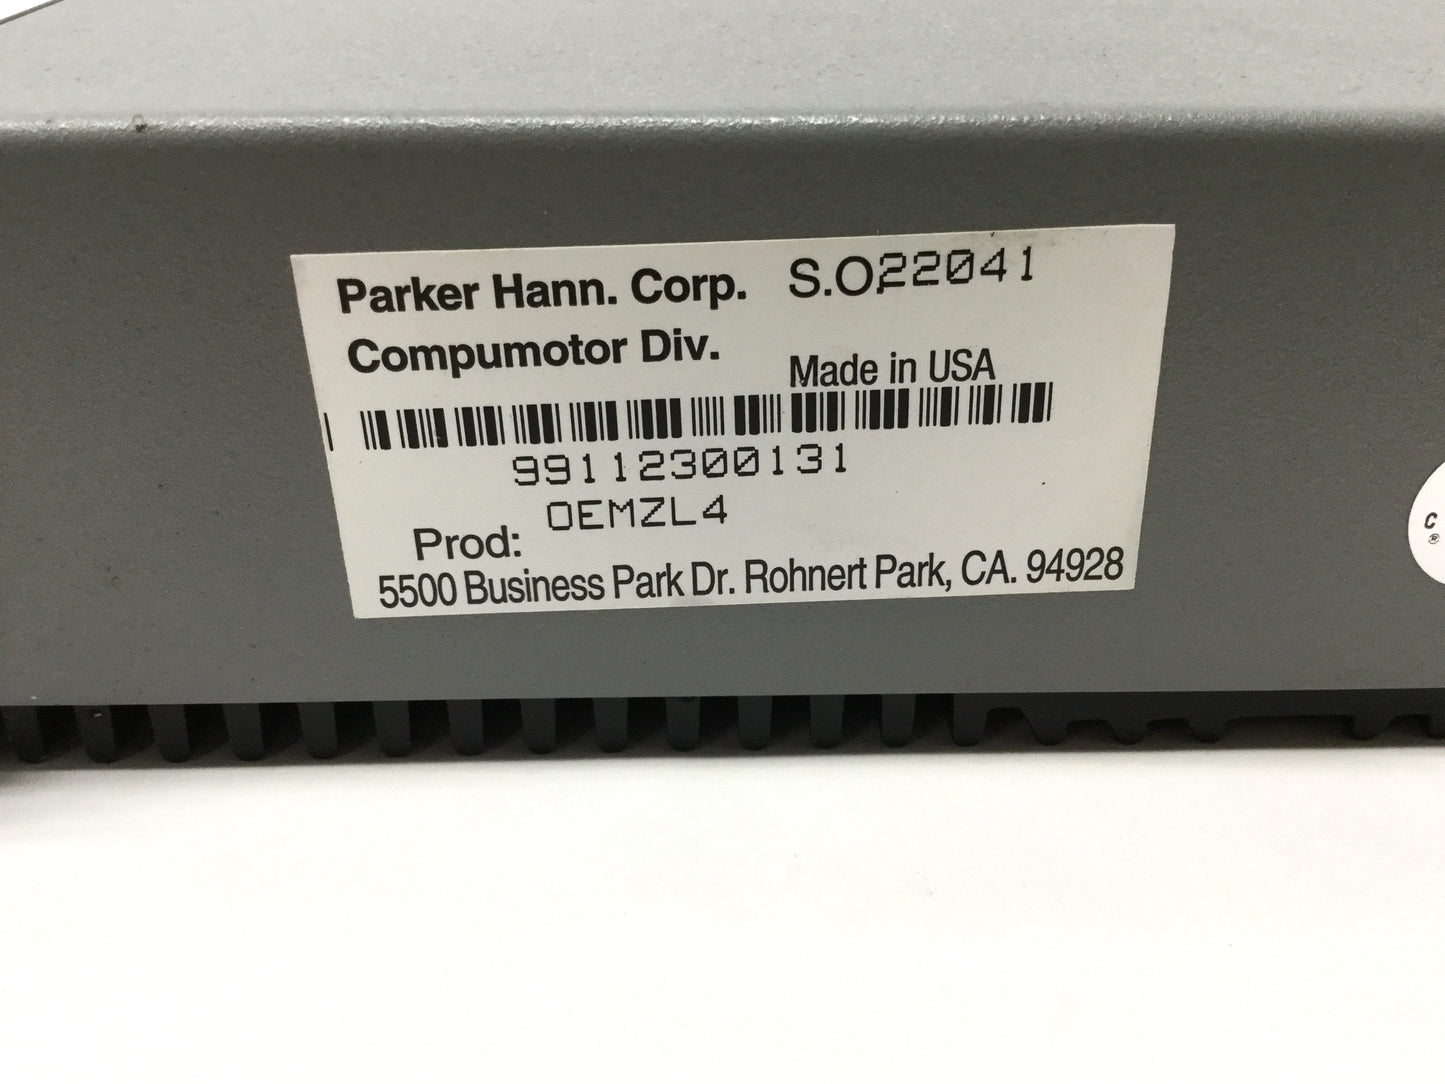 Parker Hann. Corp. S.O.22041
Compumotor Div.
Made in USA
99112300131
OEMZL4
Prod:
5500 Business Park Dr. Rohnert Park, CA. 94928
C
®